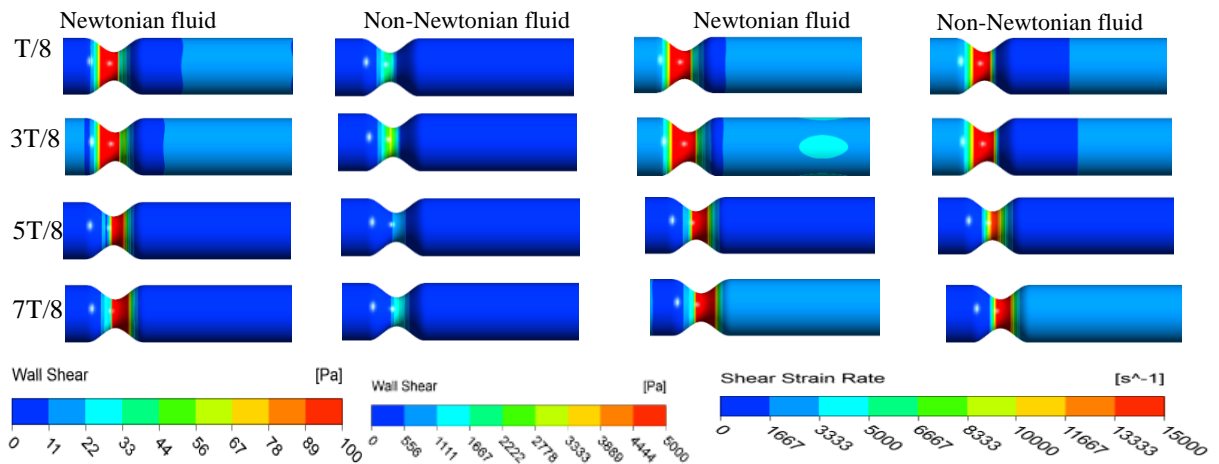 Newtonian fluid Non-Newtonian fluid Newtonian fluid Non-Newtonian fluid
T/8
3T/8
5T/8
7T/8
Wall Shear [Pa]
0 11 22 33 44 56 67 78 89 100
Wall Shear [Pa]
0 556 1111 1667 2222 2778 3333 3889 4444 5000
Shear Strain Rate [s^-1]
0 1667 3333 5000 6667 8333 10000 11667 13333 15000